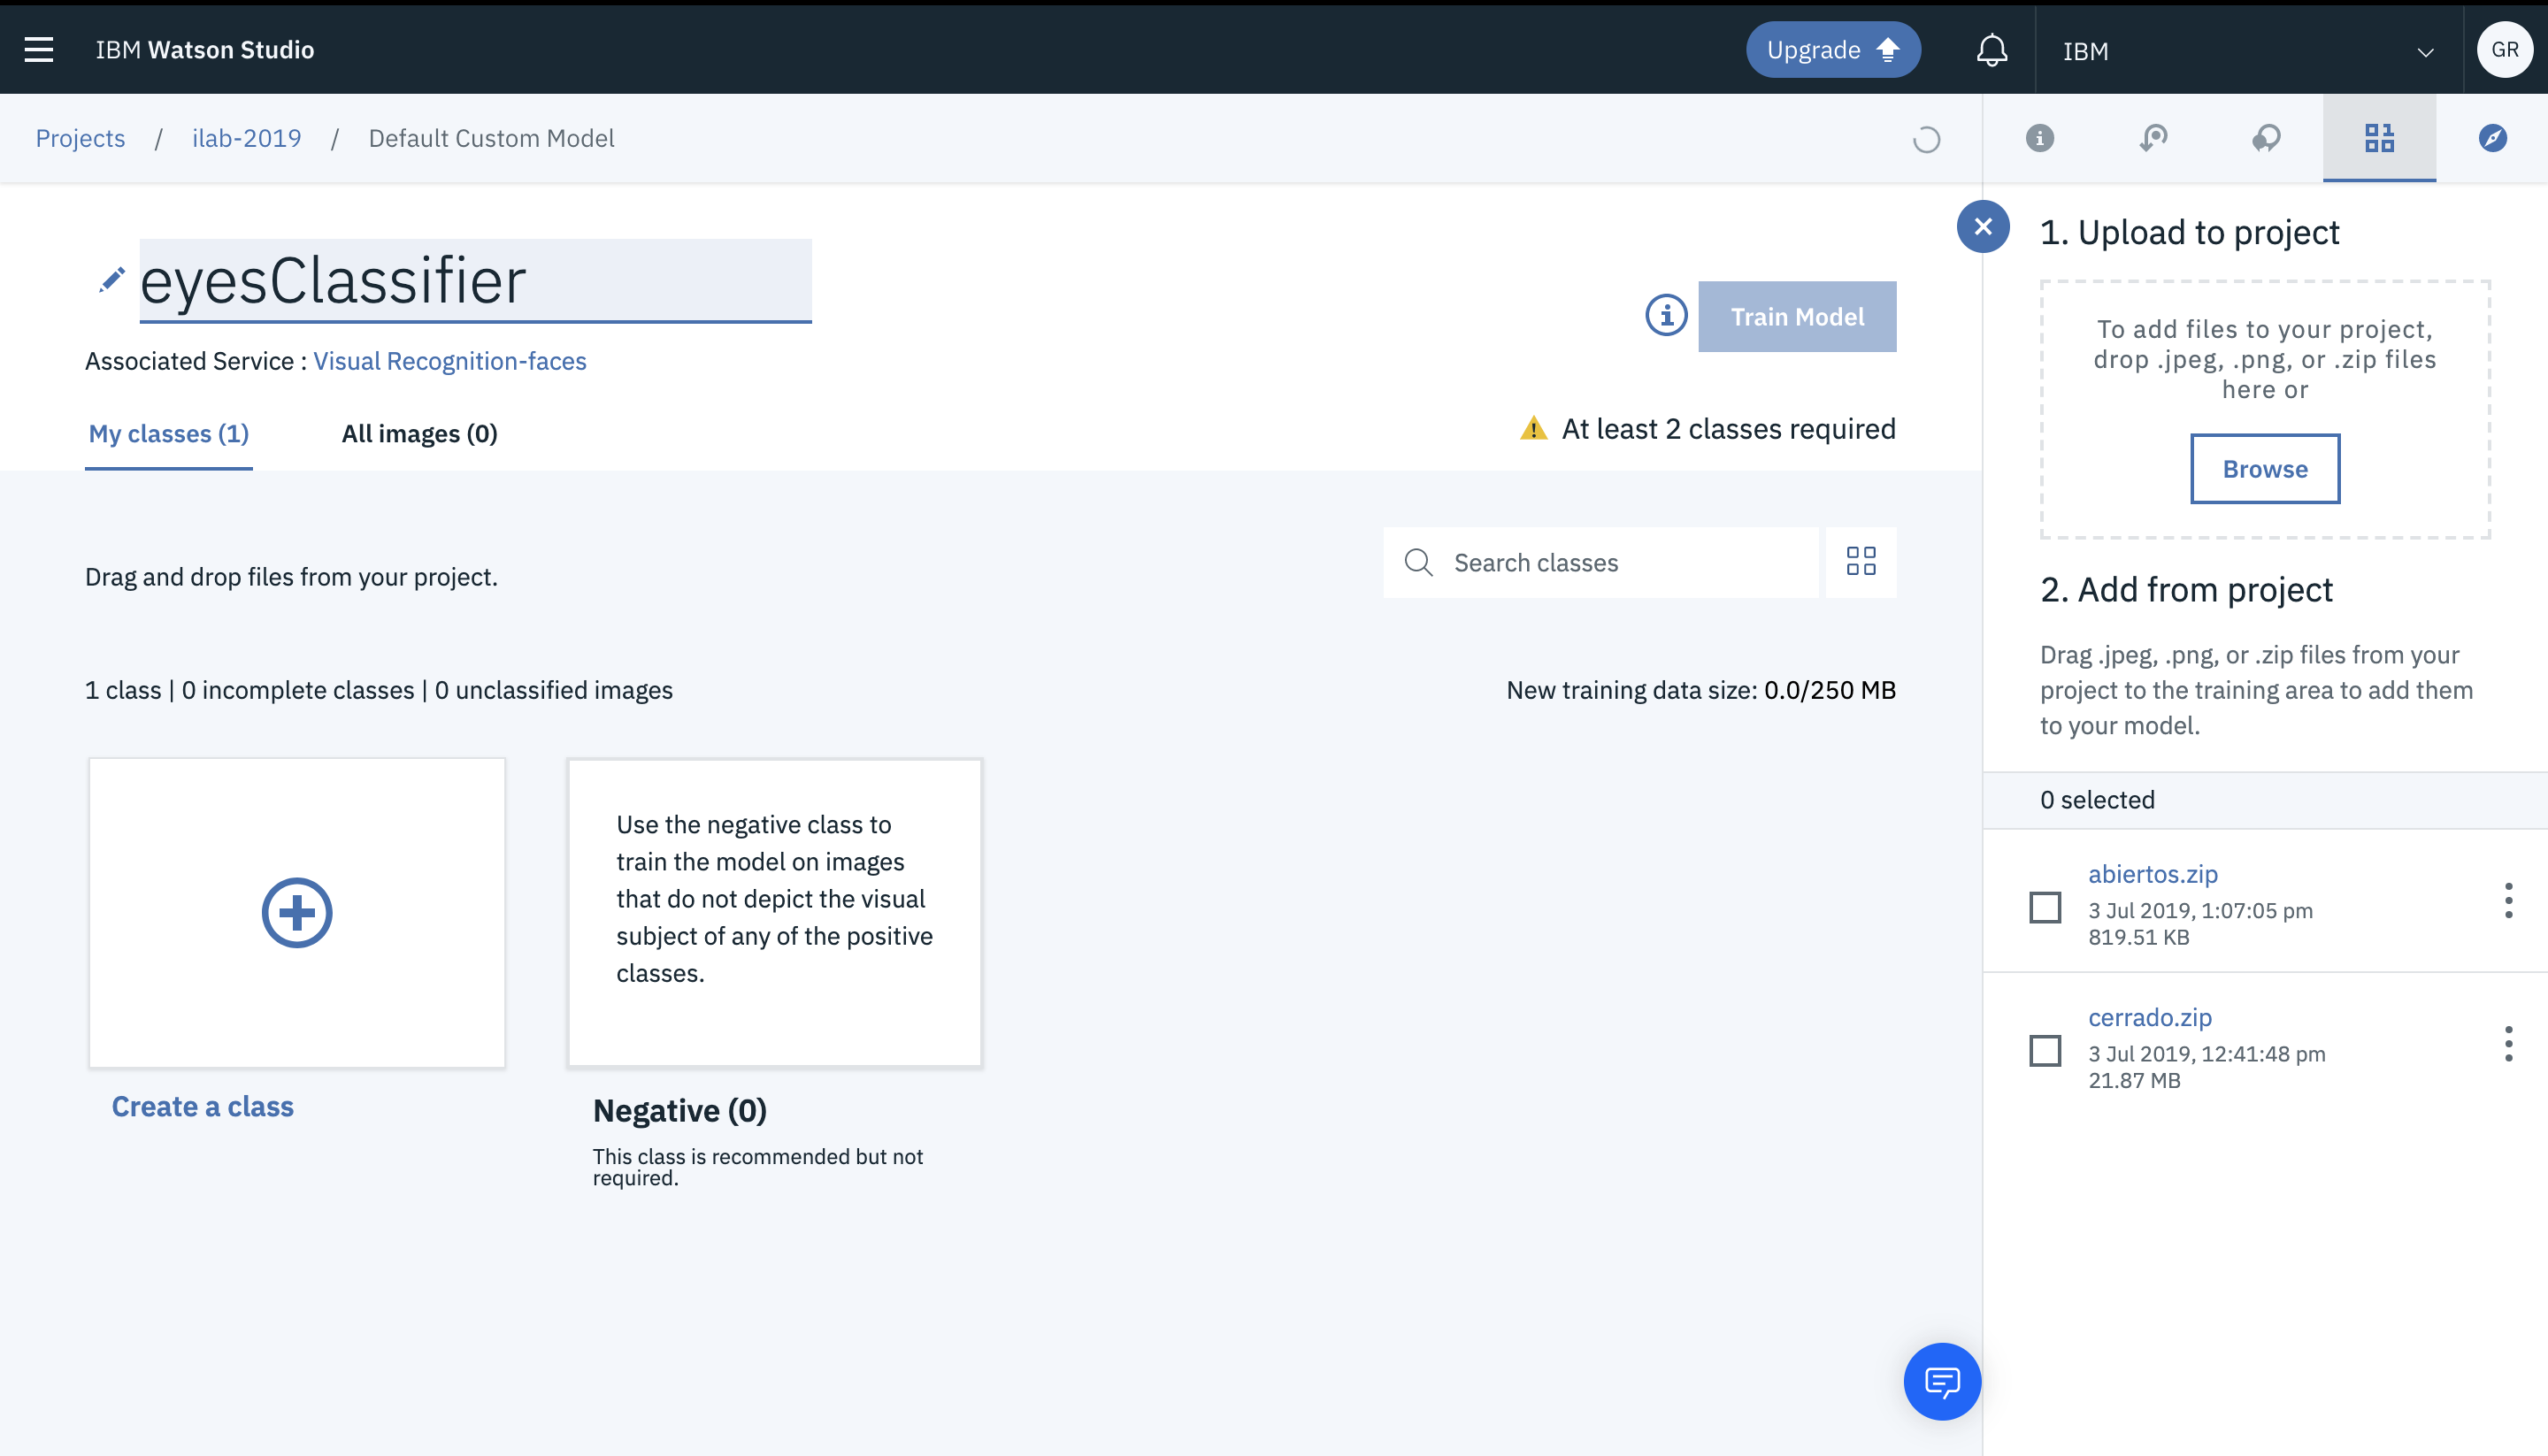 IBM Watson Studio
Upgrade
IBM
GR
Projects / ilab-2019 / Default Custom Model
eyesClassifier
Train Model
Associated Service : Visual Recognition-faces
My classes (1)
All images (0)
At least 2 classes required
Drag and drop files from your project.
Search classes
1 class | 0 incomplete classes | 0 unclassified images
New training data size: 0.0/250 MB
Create a class
Use the negative class to
train the model on images
that do not depict the visual
subject of any of the positive
classes.
Negative (0)
This class is recommended but not
required.
1. Upload to project
To add files to your project,
drop .jpeg, .png, or .zip files
here or
Browse
2. Add from project
Drag .jpeg, .png, or .zip files from your
project to the training area to add them
to your model.
0 selected
abiertos.zip
3 Jul 2019, 1:07:05 pm
819.51 KB
cerrado.zip
3 Jul 2019, 12:41:48 pm
21.87 MB